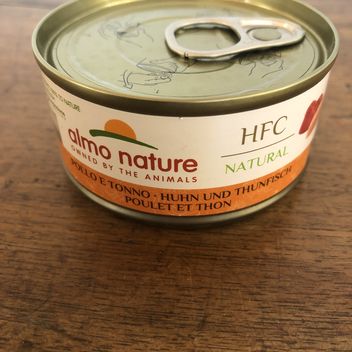 almo nature
OWNED BY THE ANIMALS
HFC
NATURAL
POLLO E TONNO · HUHN UND THUNFISCH
POULET ET THON